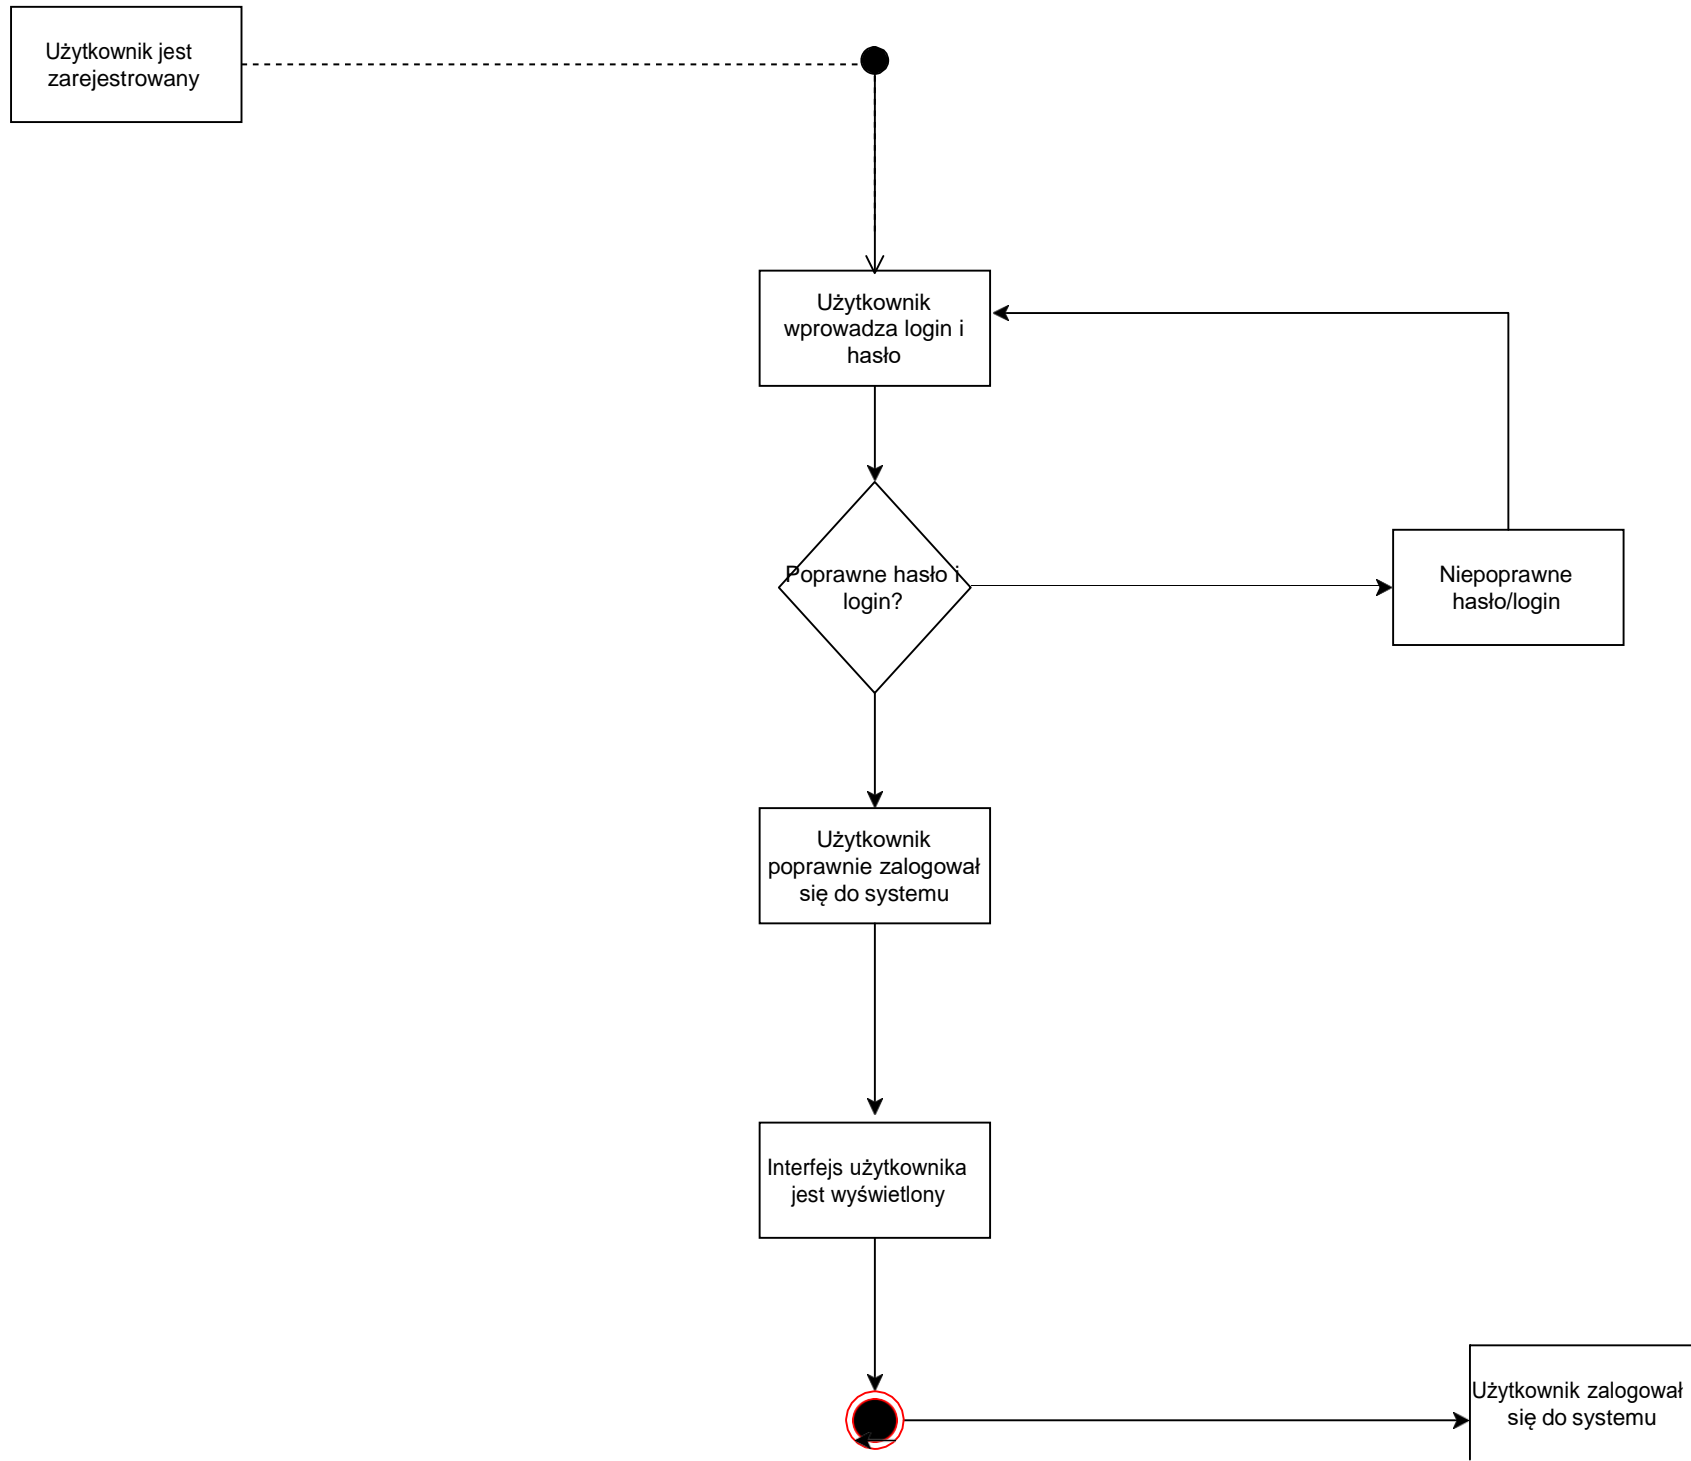 Użytkownik jest
zarejestrowany
Użytkownik
wprowadza login i
hasło
Poprawne hasło i
login?
Niepoprawne
hasło/login
Użytkownik
poprawnie zalogował
się do systemu
Interfejs użytkownika
jest wyświetlony
Użytkownik zalogował
się do systemu